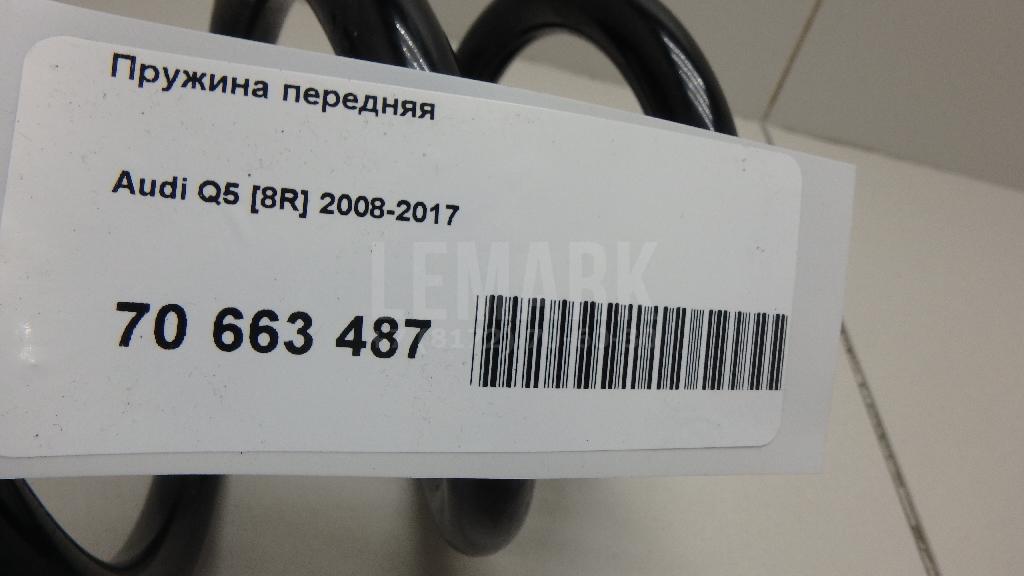 Пружина передняя
Audi Q5 [8R] 2008-2017
LEMARK
70 663 487